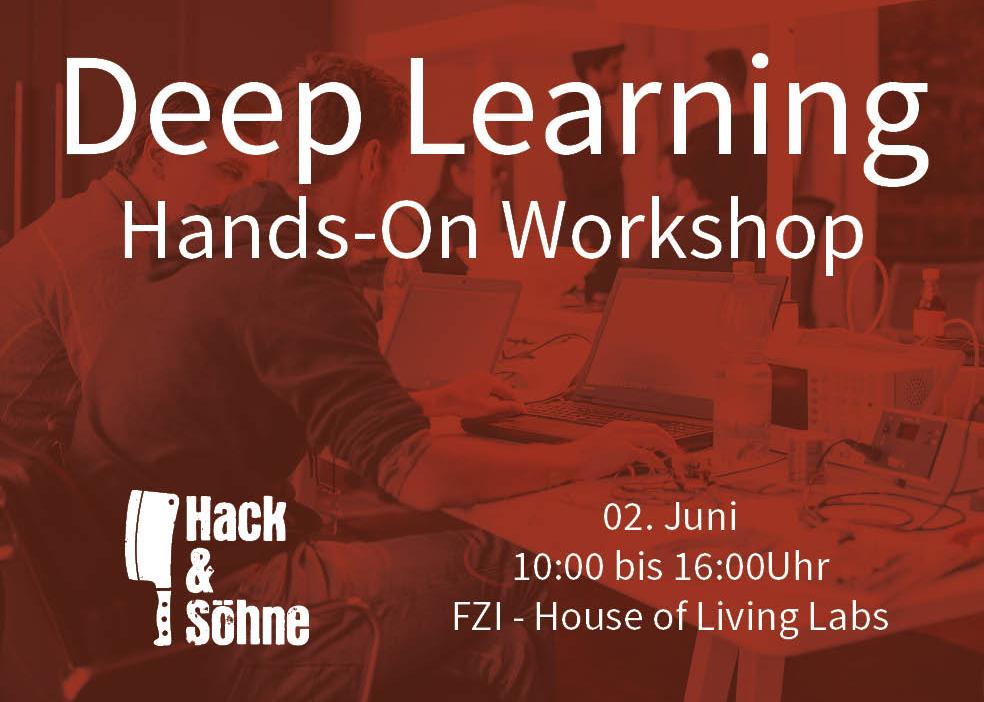 Deep Learning
Hands-On Workshop
Hack
&
Söhne
02. Juni
10:00 bis 16:00Uhr
FZI - House of Living Labs